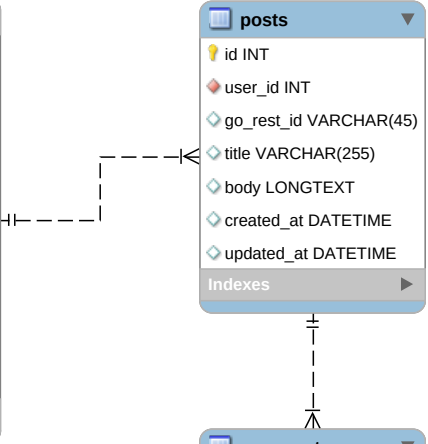 posts
id INT
user_id INT
go_rest_id VARCHAR(45)
title VARCHAR(255)
body LONGTEXT
created_at DATETIME
updated_at DATETIME
Indexes